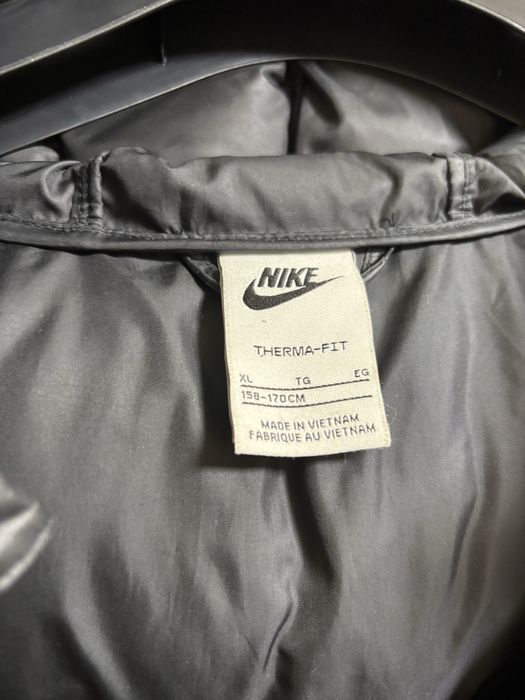 NIKE
THERMA-FIT
XL TG EG
158-170CM
MADE IN VIETNAM
FABRIQUE AU VIETNAM